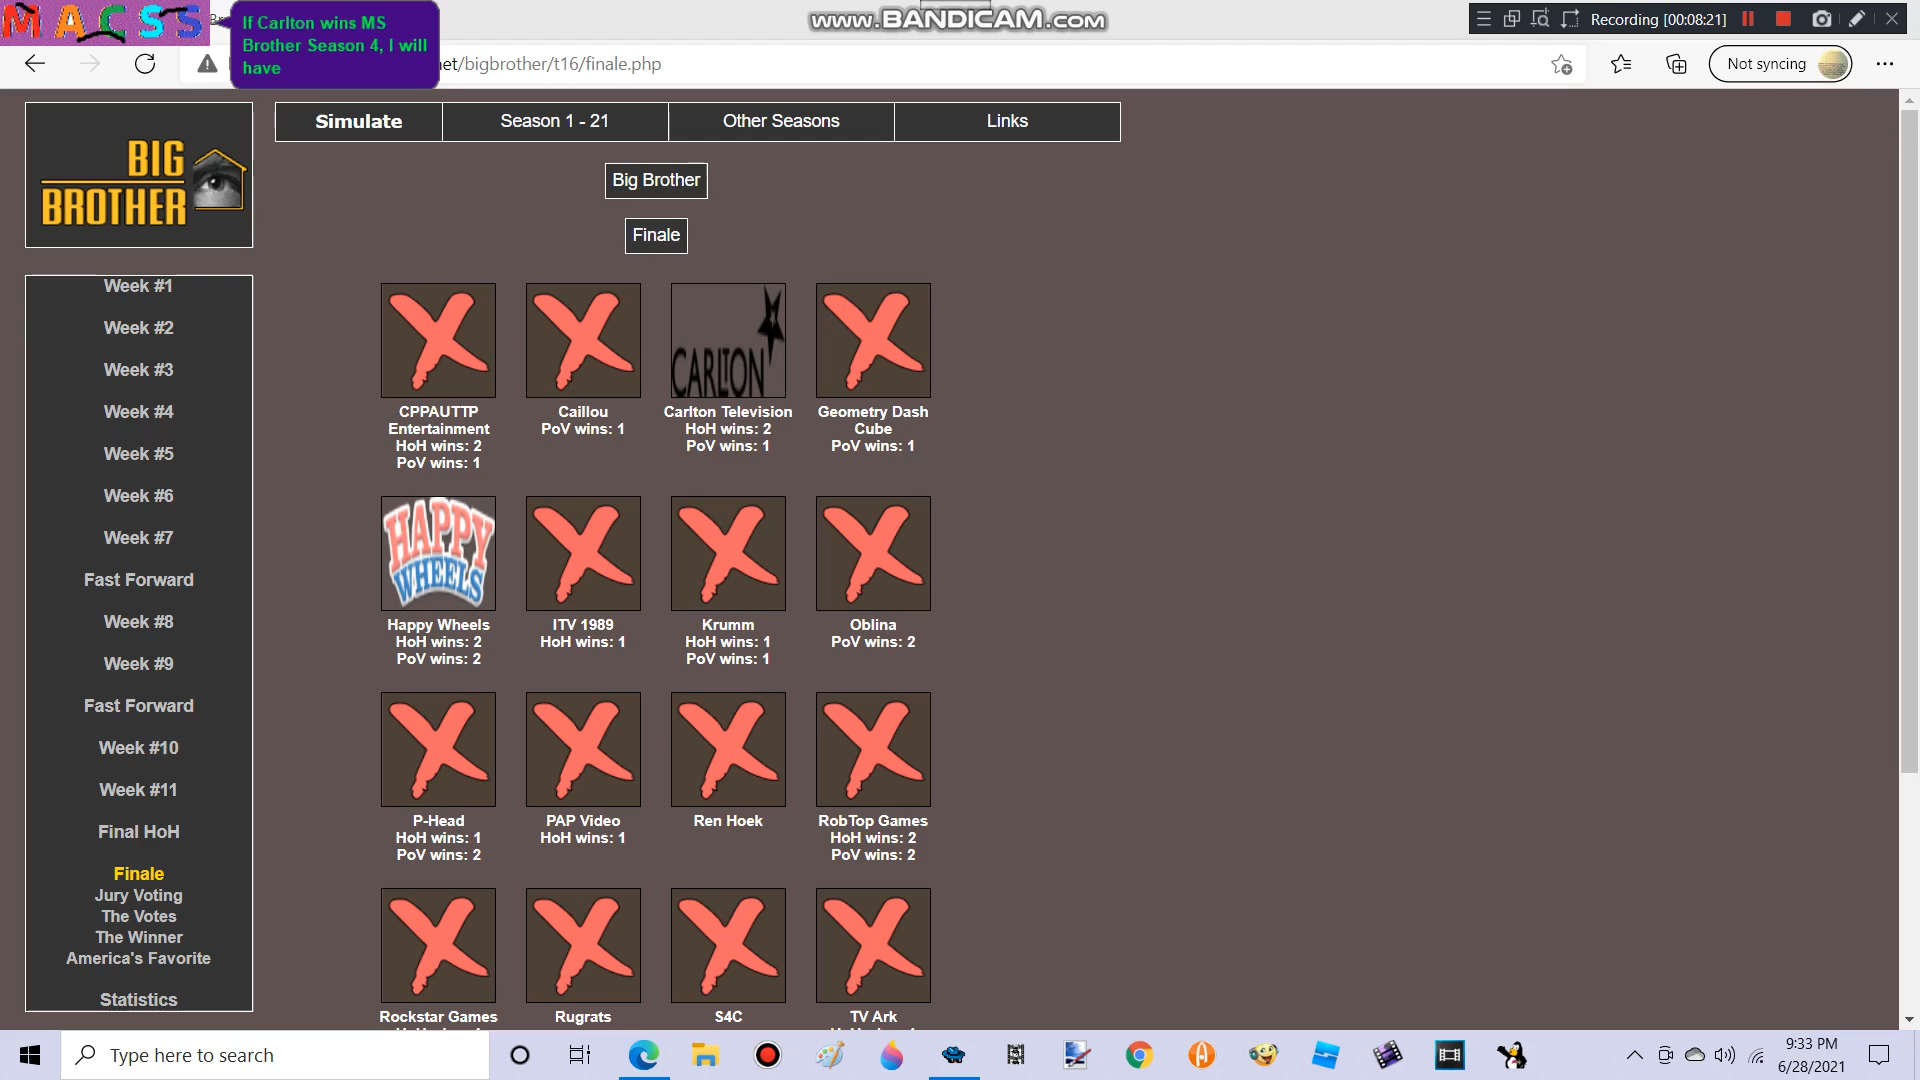 MACSS
If Carlton wins MS
Brother Season 4, I will
have
www.BANDICAM.com
Recording [00:08:21]
et/bigbrother/t16/finale.php
Not syncing
BIG
BROTHER
Simulate
Season 1 - 21
Other Seasons
Links
Big Brother
Finale
Week #1
Week #2
Week #3
Week #4
Week #5
Week #6
Week #7
Fast Forward
Week #8
Week #9
Fast Forward
Week #10
Week #11
Final HoH
Finale
Jury Voting
The Votes
The Winner
America's Favorite
Statistics
CPPAUTTP
Entertainment
HoH wins: 2
PoV wins: 1
Caillou
PoV wins: 1
CARLTON
Carlton Television
HoH wins: 2
PoV wins: 1
Geometry Dash
Cube
PoV wins: 1
HAPPY
WHEELS
Happy Wheels
HoH wins: 2
PoV wins: 2
ITV 1989
HoH wins: 1
Krumm
HoH wins: 1
PoV wins: 1
Oblina
PoV wins: 2
P-Head
HoH wins: 1
PoV wins: 2
PAP Video
HoH wins: 1
Ren Hoek
RobTop Games
HoH wins: 2
PoV wins: 2
Rockstar Games
Rugrats
S4C
TV Ark
Type here to search
9:33 PM
6/28/2021